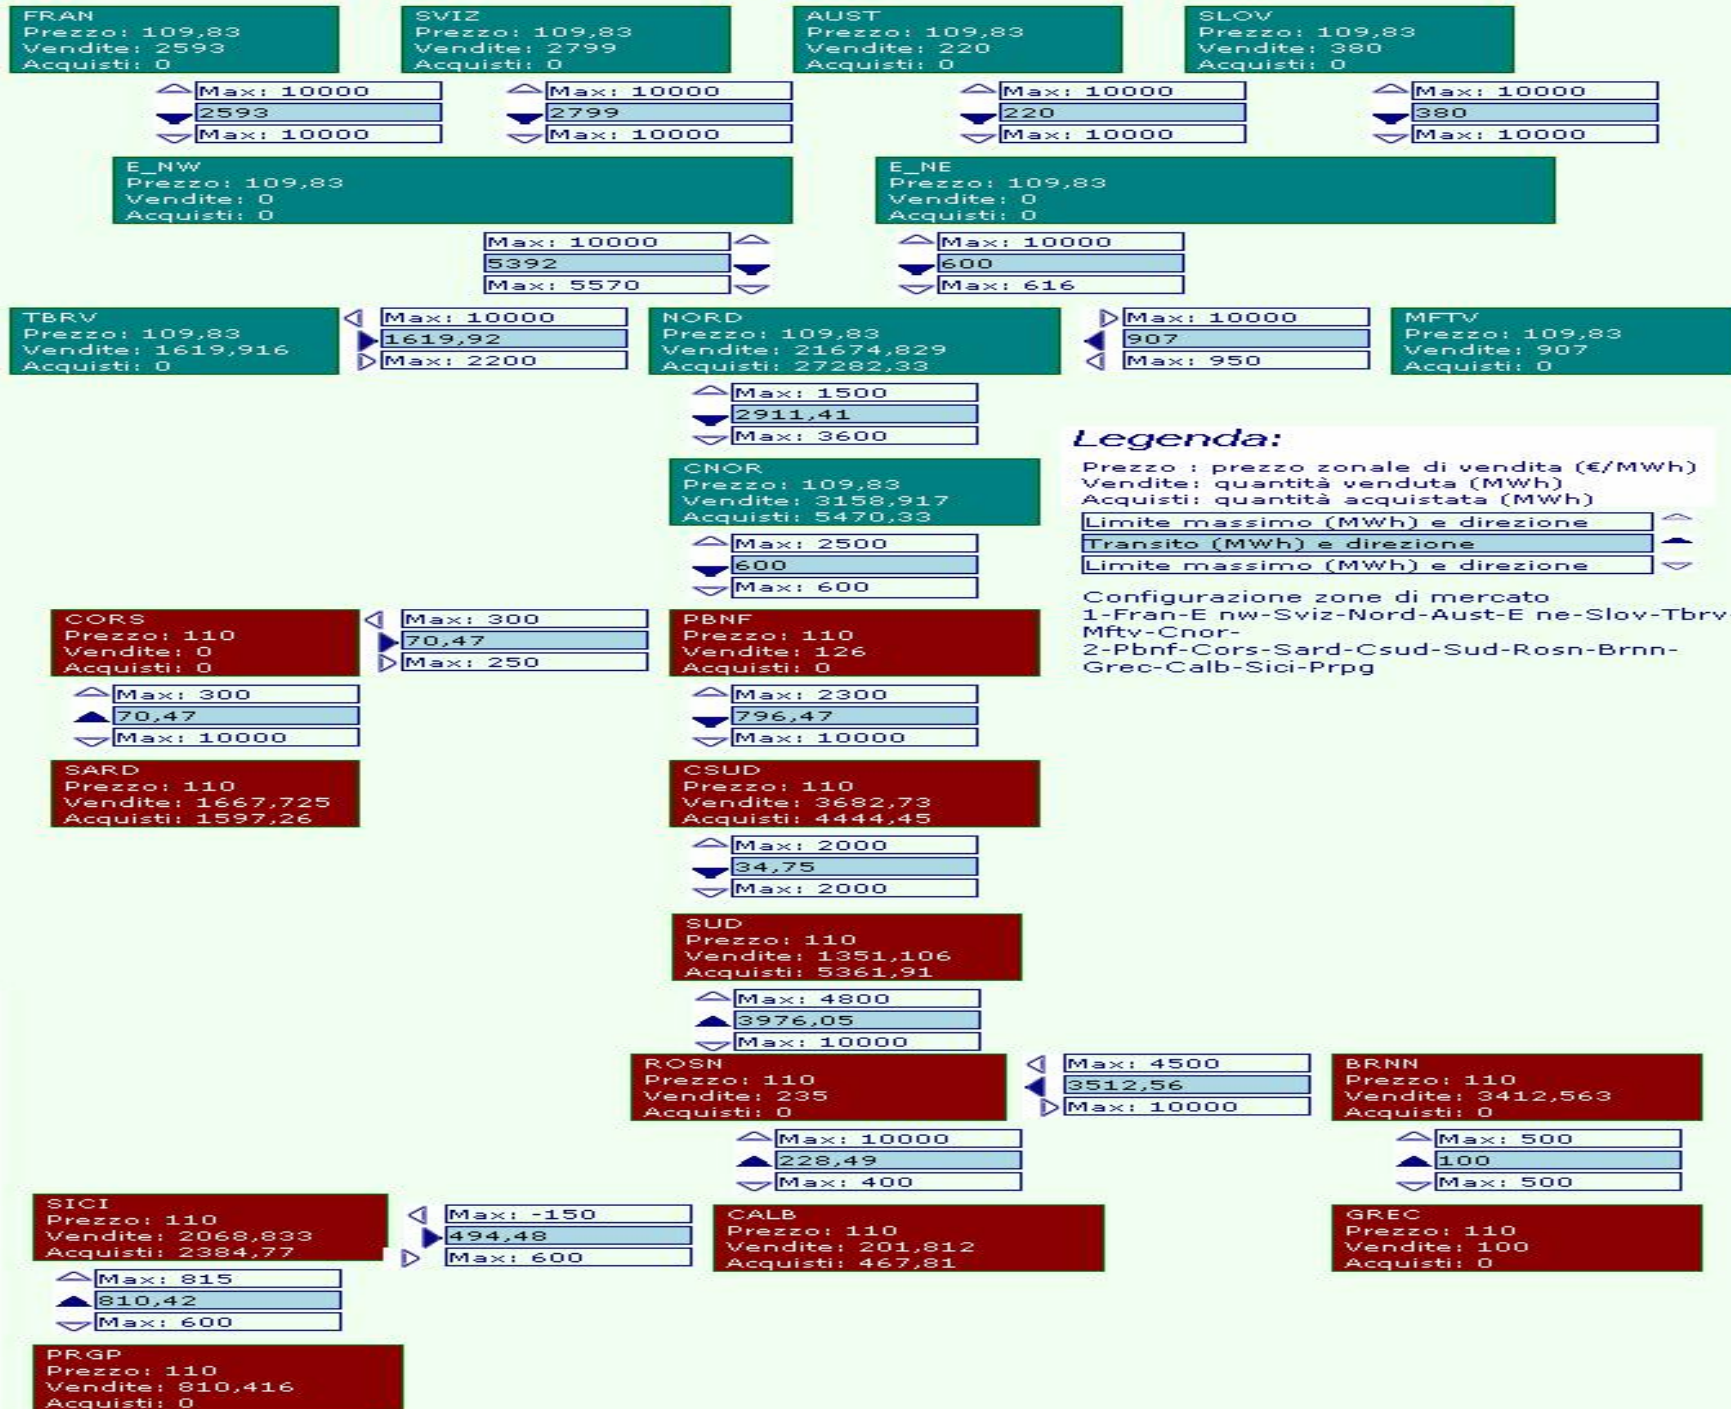 FRAN
Prezzo: 109,83
Vendite: 2593
Acquisti: 0
SVIZ
Prezzo: 109,83
Vendite: 2799
Acquisti: 0
AUST
Prezzo: 109,83
Vendite: 220
Acquisti: 0
SLOV
Prezzo: 109,83
Vendite: 380
Acquisti: 0
Max: 10000
2593
Max: 10000
Max: 10000
2799
Max: 10000
Max: 10000
220
Max: 10000
Max: 10000
380
Max: 10000
E_NW
Prezzo: 109,83
Vendite: 0
Acquisti: 0
E_NE
Prezzo: 109,83
Vendite: 0
Acquisti: 0
Max: 10000
5392
Max: 5570
Max: 10000
600
Max: 616
TBRV
Prezzo: 109,83
Vendite: 1619,916
Acquisti: 0
Max: 10000
1619,92
Max: 2200
NORD
Prezzo: 109,83
Vendite: 21674,829
Acquisti: 27282,33
Max: 10000
907
Max: 950
MFTV
Prezzo: 109,83
Vendite: 907
Acquisti: 0
Max: 1500
2911,41
Max: 3600
Legenda:
Prezzo : prezzo zonale di vendita (€/MWh)
Vendite: quantità venduta (MWh)
Acquisti: quantità acquistata (MWh)
Limite massimo (MWh) e direzione
Transito (MWh) e direzione
Limite massimo (MWh) e direzione
Configurazione zone di mercato
1-Fran-E nw-Sviz-Nord-Aust-E ne-Slov-Tbrv-
Mftv-Cnor-
2-Pbnf-Cors-Sard-Csud-Sud-Rosn-Brnn-
Grec-Calb-Sici-Prpg
CNOR
Prezzo: 109,83
Vendite: 3158,917
Acquisti: 5470,33
Max: 2500
600
Max: 600
CORS
Prezzo: 110
Vendite: 0
Acquisti: 0
Max: 300
70,47
Max: 250
PBNF
Prezzo: 110
Vendite: 126
Acquisti: 0
Max: 300
70,47
Max: 10000
Max: 2300
796,47
Max: 10000
SARD
Prezzo: 110
Vendite: 1667,725
Acquisti: 1597,26
CSUD
Prezzo: 110
Vendite: 3682,73
Acquisti: 4444,45
Max: 2000
34,75
Max: 2000
SUD
Prezzo: 110
Vendite: 1351,106
Acquisti: 5361,91
Max: 4800
3976,05
Max: 10000
ROSN
Prezzo: 110
Vendite: 235
Acquisti: 0
Max: 4500
3512,56
Max: 10000
BRNN
Prezzo: 110
Vendite: 3412,563
Acquisti: 0
Max: 10000
228,49
Max: 400
Max: 500
100
Max: 500
SICI
Prezzo: 110
Vendite: 2068,833
Acquisti: 2384,77
Max: -150
494,48
Max: 600
CALB
Prezzo: 110
Vendite: 201,812
Acquisti: 467,81
GREC
Prezzo: 110
Vendite: 100
Acquisti: 0
Max: 815
810,42
Max: 600
PRGP
Prezzo: 110
Vendite: 810,416
Acquisti: 0